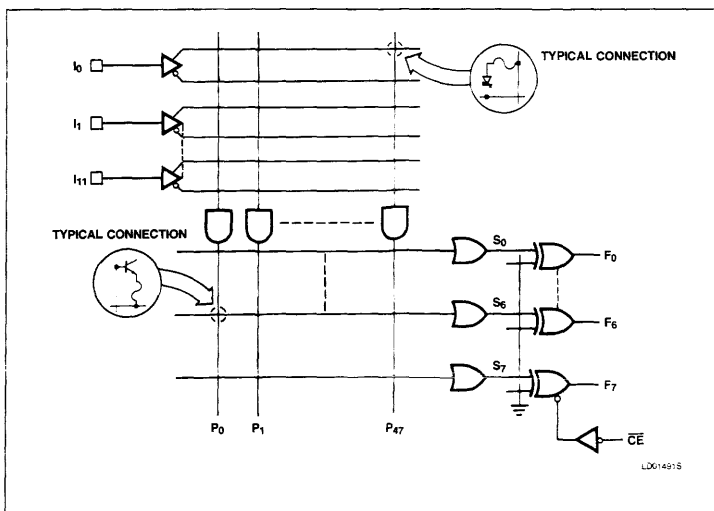 TYPICAL CONNECTION
I0
I1
I11
TYPICAL CONNECTION
S0
F0
S6
F6
S7
F7
P0
P1
P47
CE
LD01491S